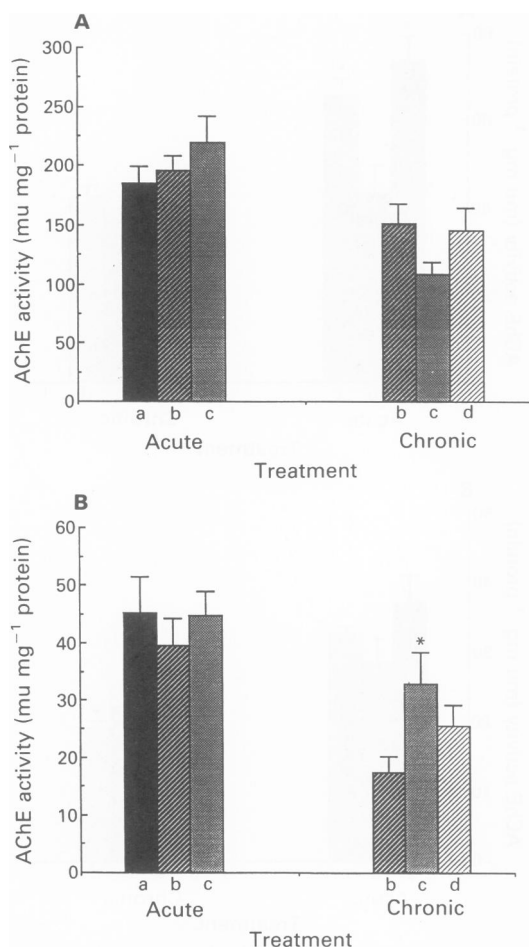 A
AChE activity (mu mg−1 protein)
300
250
200
150
100
50
0
a b c b c d
Acute Chronic
Treatment
B
AChE activity (mu mg−1 protein)
60
50
40
30
20
10
0
*
a b c b c d
Acute Chronic
Treatment